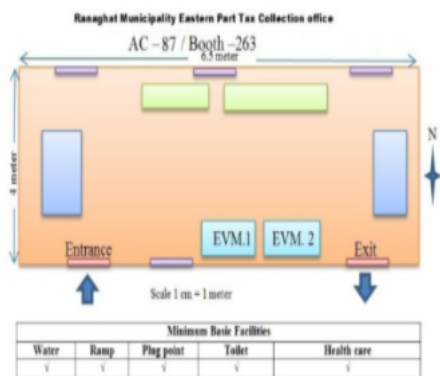 Ranaghat Municipality Eastern Part Tax Collection office
AC – 87 / Booth –263
6.5 meter
4 meter
N
EVM.1 EVM. 2
Entrance Exit
Scale 1 cm = 1 meter
Minimum Basic Facilities
Water Ramp Plug point Toilet Health care
√ √ √ √ √